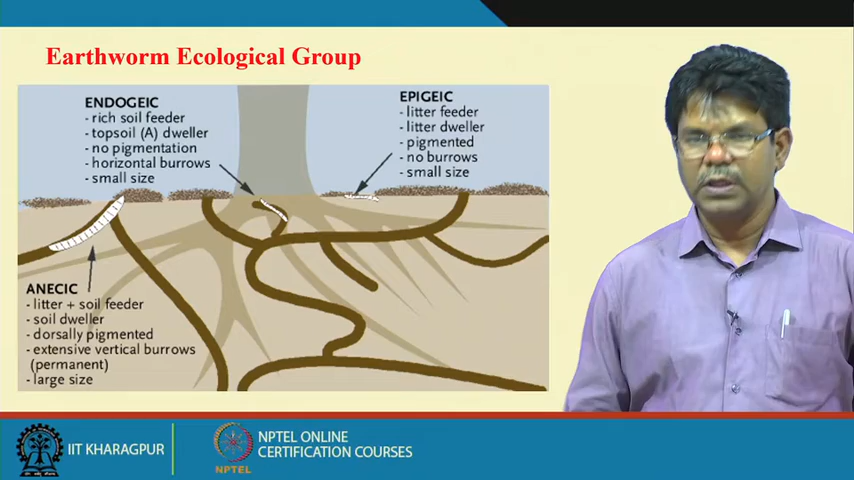 Earthworm Ecological Group
ENDOGEIC
- rich soil feeder
- topsoil (A) dweller
- no pigmentation
- horizontal burrows
- small size
EPIGEIC
- litter feeder
- litter dweller
- pigmented
- no burrows
- small size
ANECIC
- litter + soil feeder
- soil dweller
- dorsally pigmented
- extensive vertical burrows
(permanent)
- large size
IIT KHARAGPUR
NPTEL
NPTEL ONLINE
CERTIFICATION COURSES